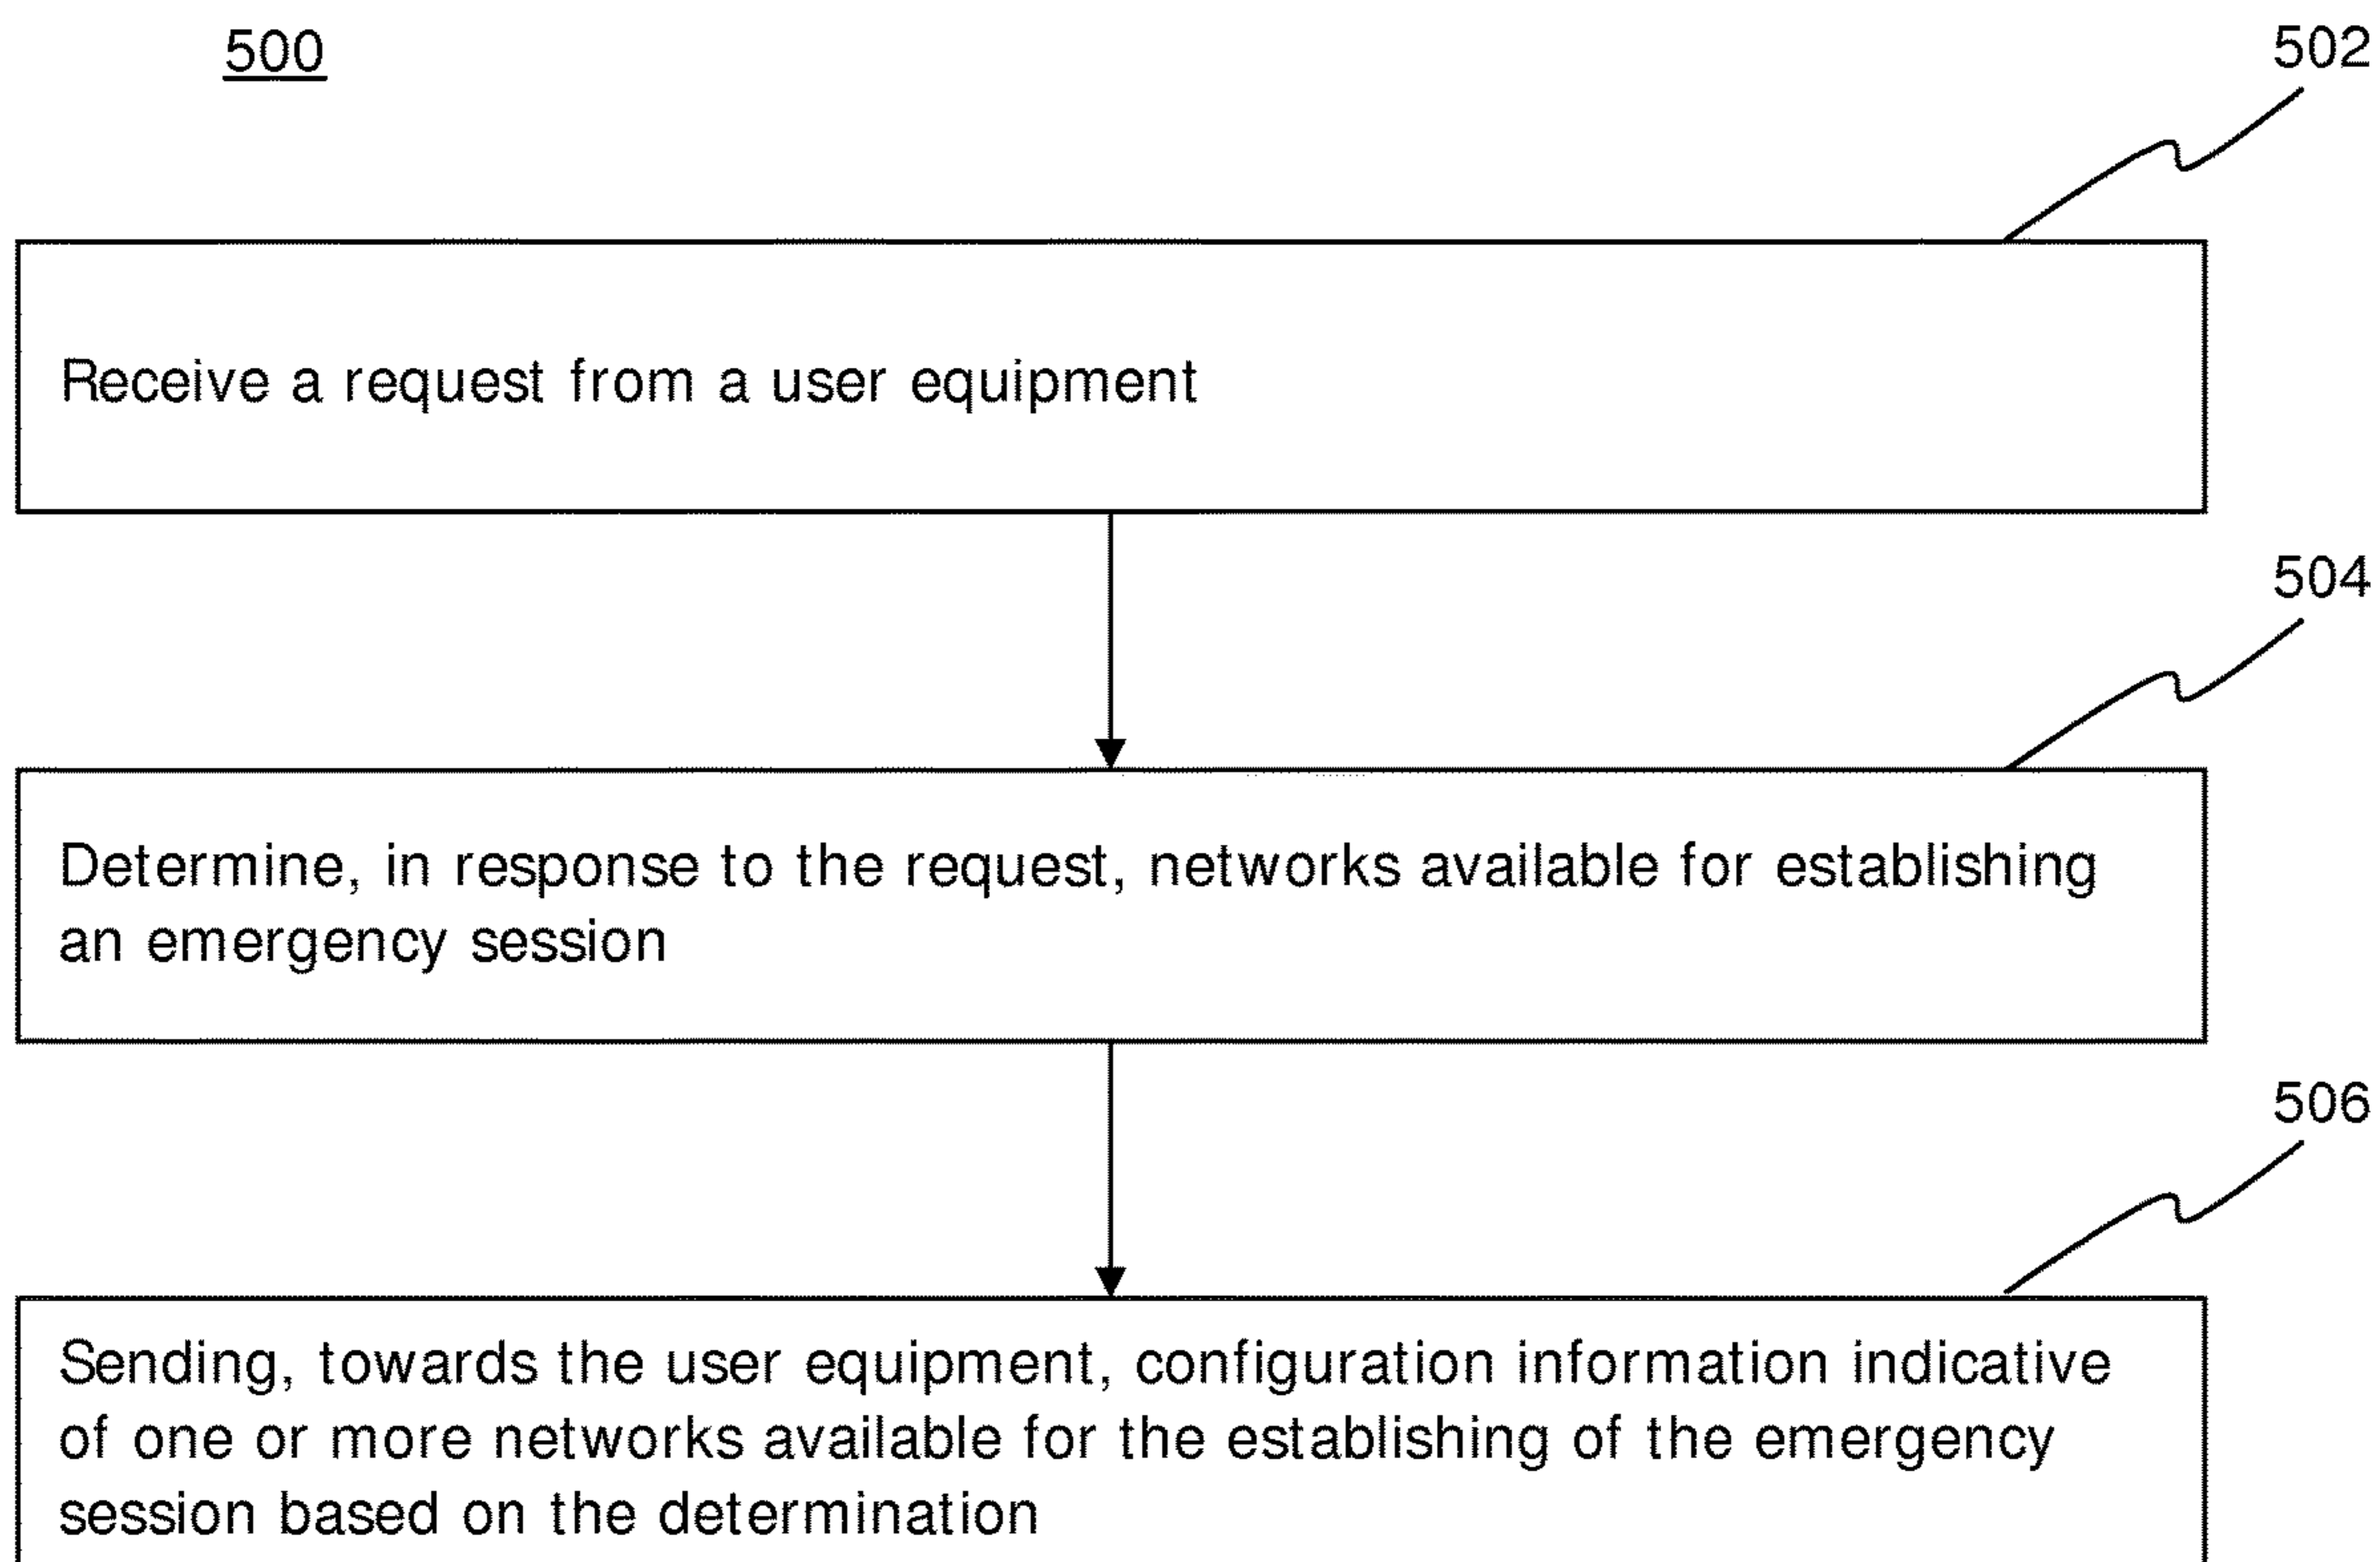 500
502
Receive a request from a user equipment
504
Determine, in response to the request, networks available for establishing
an emergency session
506
Sending, towards the user equipment, configuration information indicative
of one or more networks available for the establishing of the emergency
session based on the determination